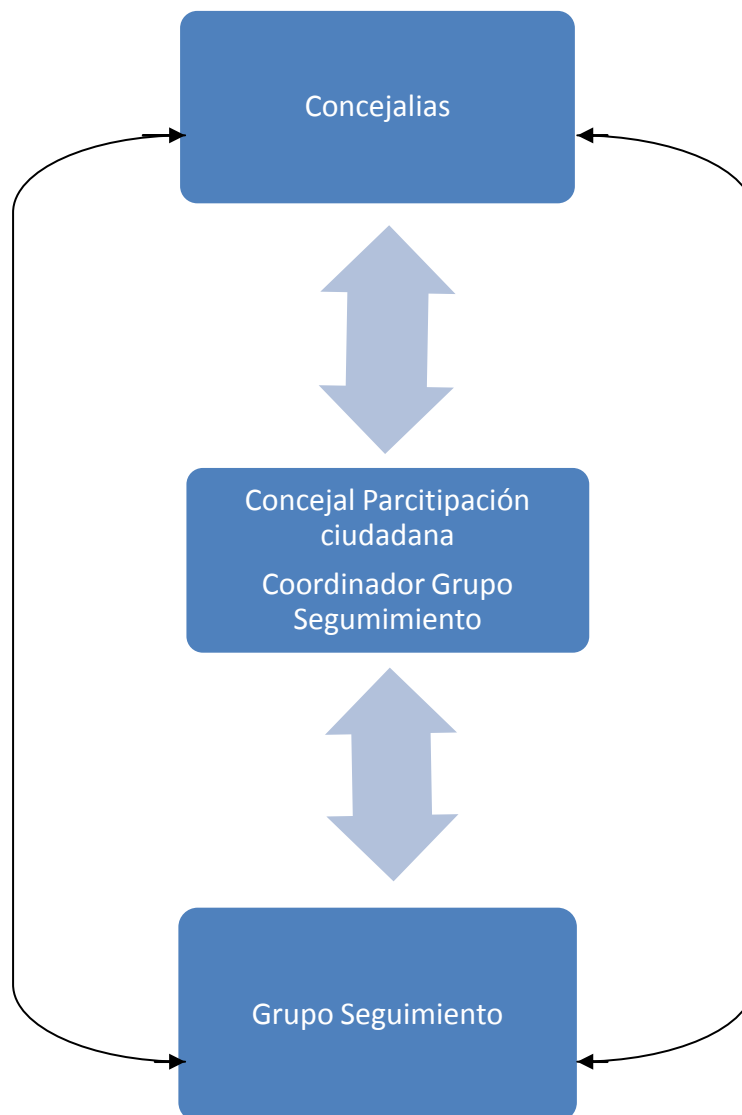 Concejalias
Concejal Parcitipación
ciudadana
Coordinador Grupo
Segumimiento
Grupo Seguimiento